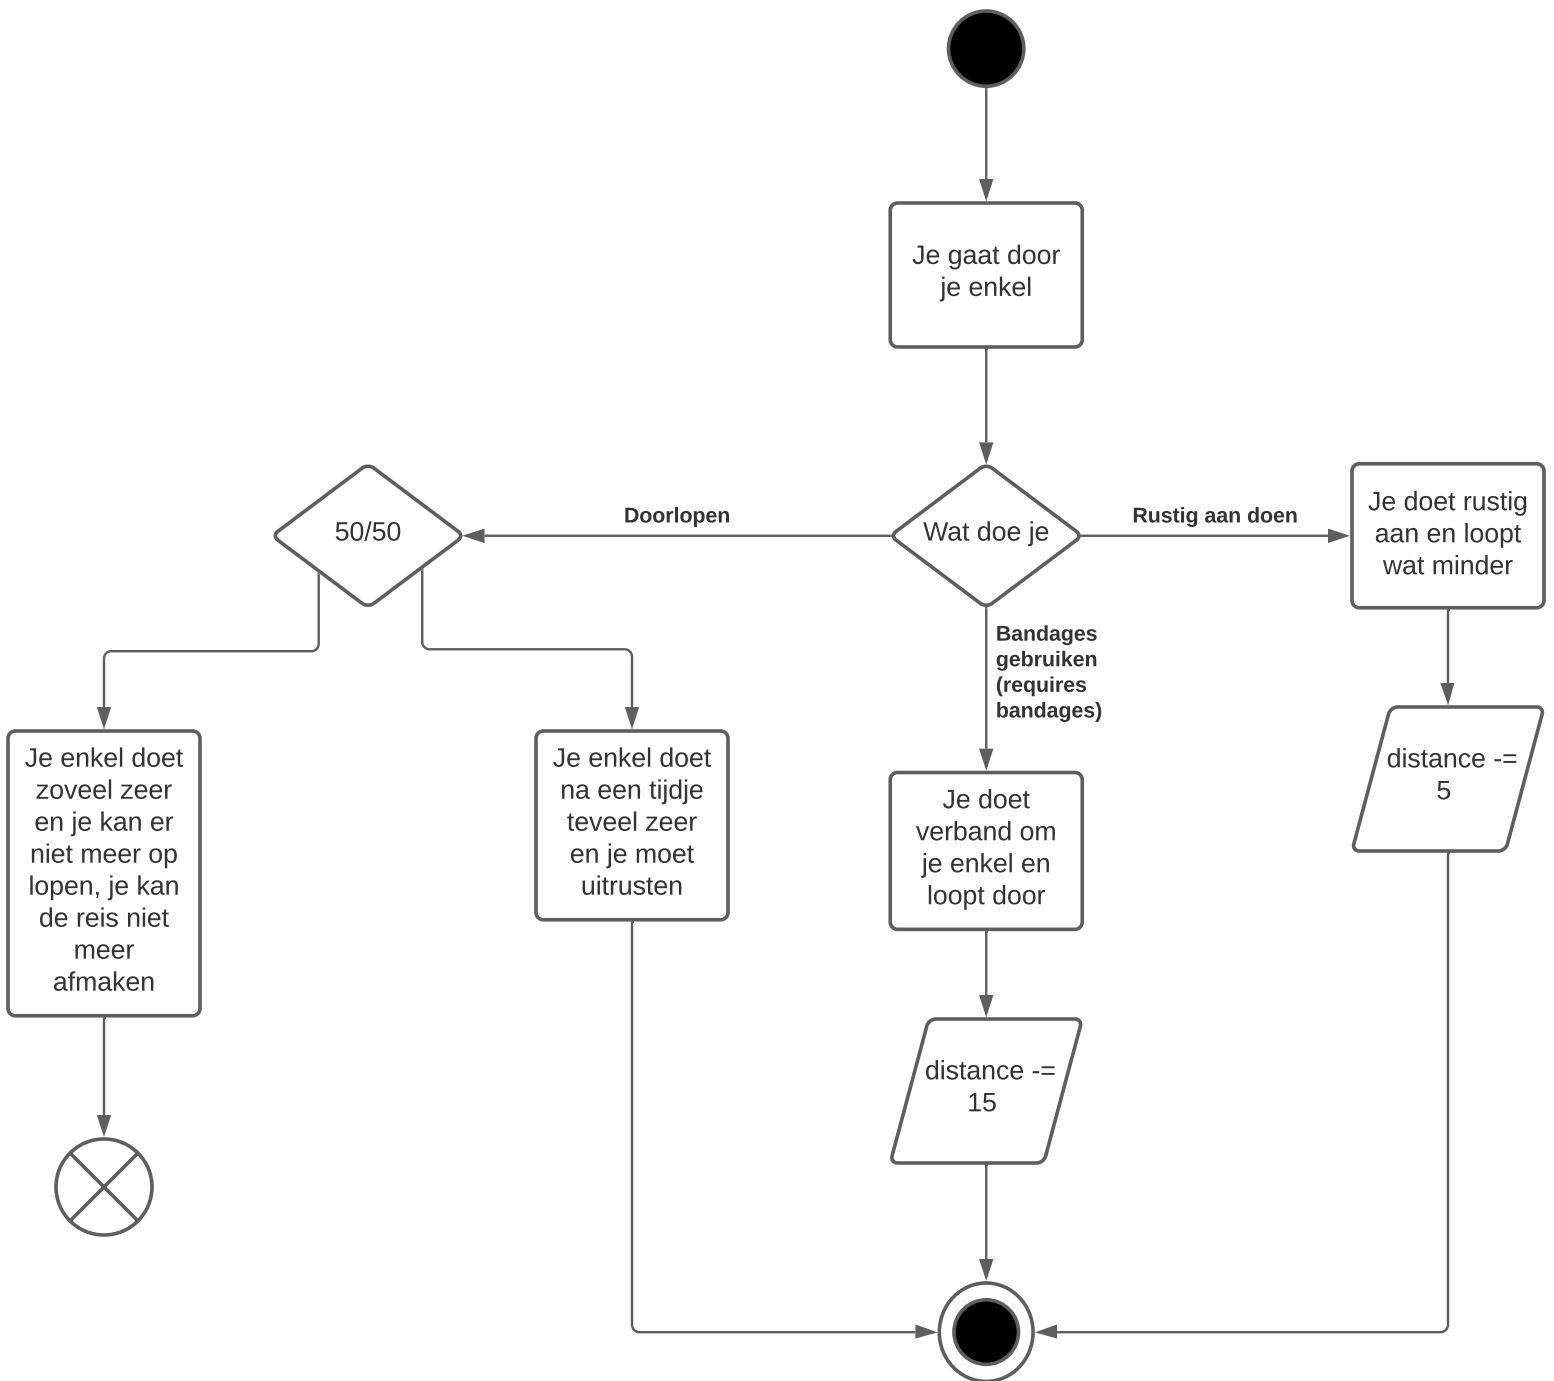 Je gaat door
je enkel
50/50
Doorlopen
Wat doe je
Rustig aan doen
Je doet rustig
aan en loopt
wat minder
Bandages
gebruiken
(requires
bandages)
Je enkel doet
zoveel zeer
en je kan er
niet meer op
lopen, je kan
de reis niet
meer
afmaken
Je enkel doet
na een tijdje
teveel zeer
en je moet
uitrusten
Je doet
verband om
je enkel en
loopt door
distance -=
5
distance -=
15